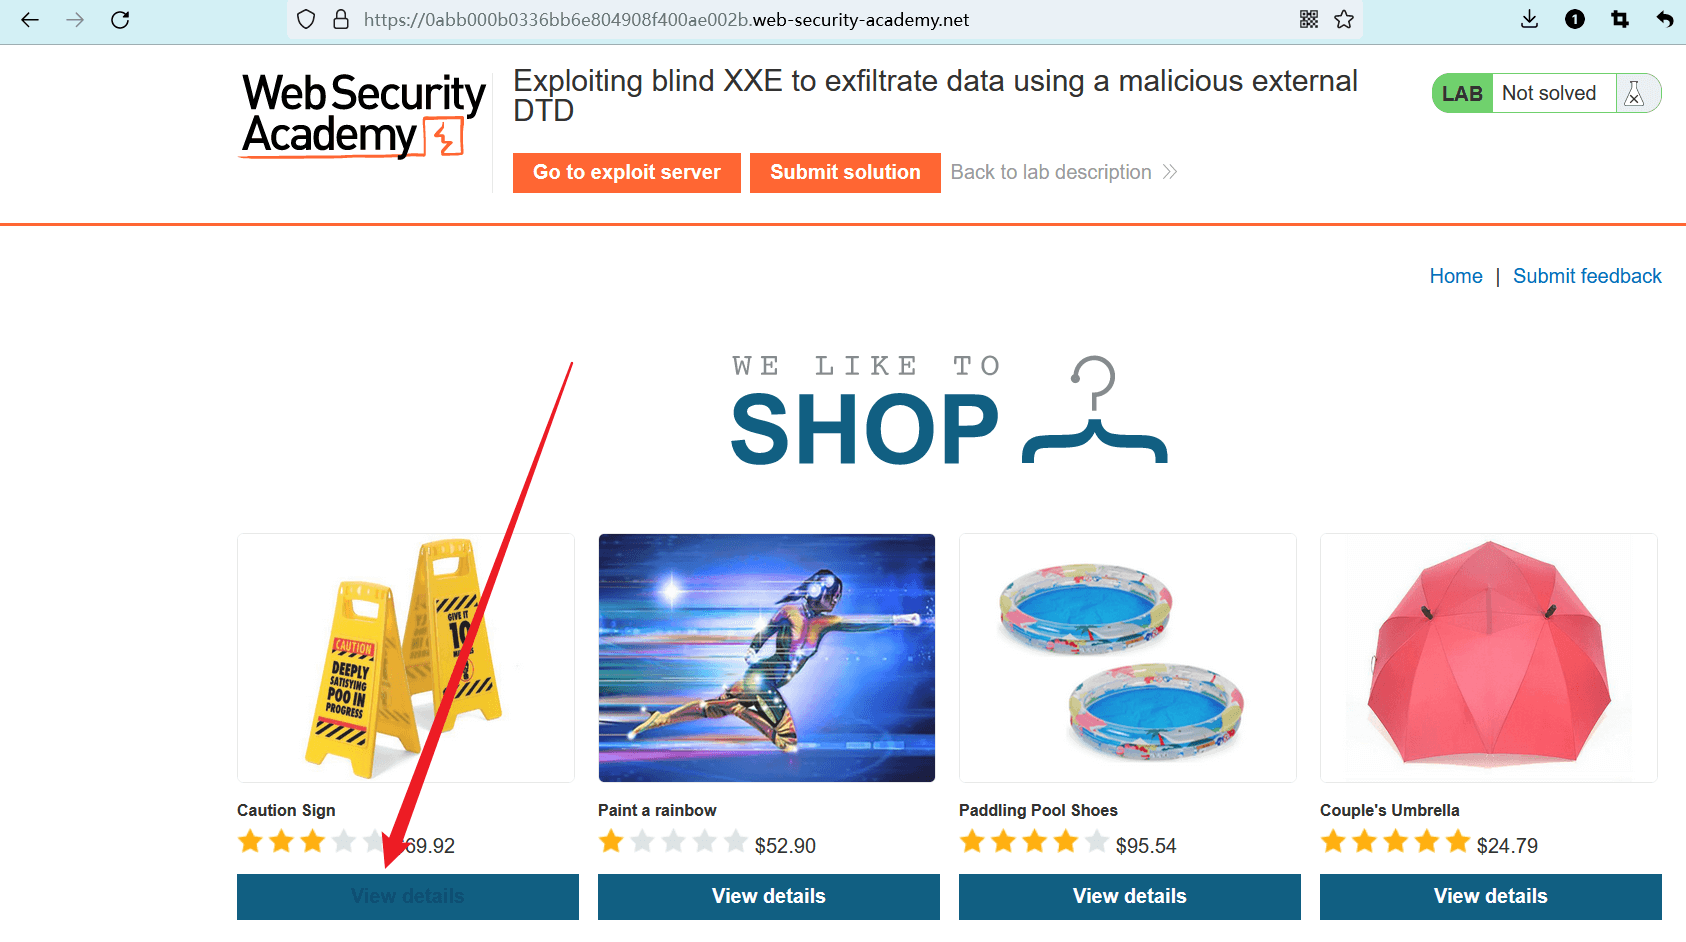 https://0abb000b0336bb6e804908f400ae002b.web-security-academy.net
1
Web Security
Academy
Exploiting blind XXE to exfiltrate data using a malicious external
DTD
LAB Not solved
Go to exploit server
Submit solution
Back to lab description
Home | Submit feedback
WE LIKE TO
SHOP
CAUTION
DEEPLY
SATISFYING
POO IN
PROGRESS
GIVE IT
10
Caution Sign
Paint a rainbow
Paddling Pool Shoes
Couple's Umbrella
69.92
$52.90
$95.54
$24.79
View details
View details
View details
View details